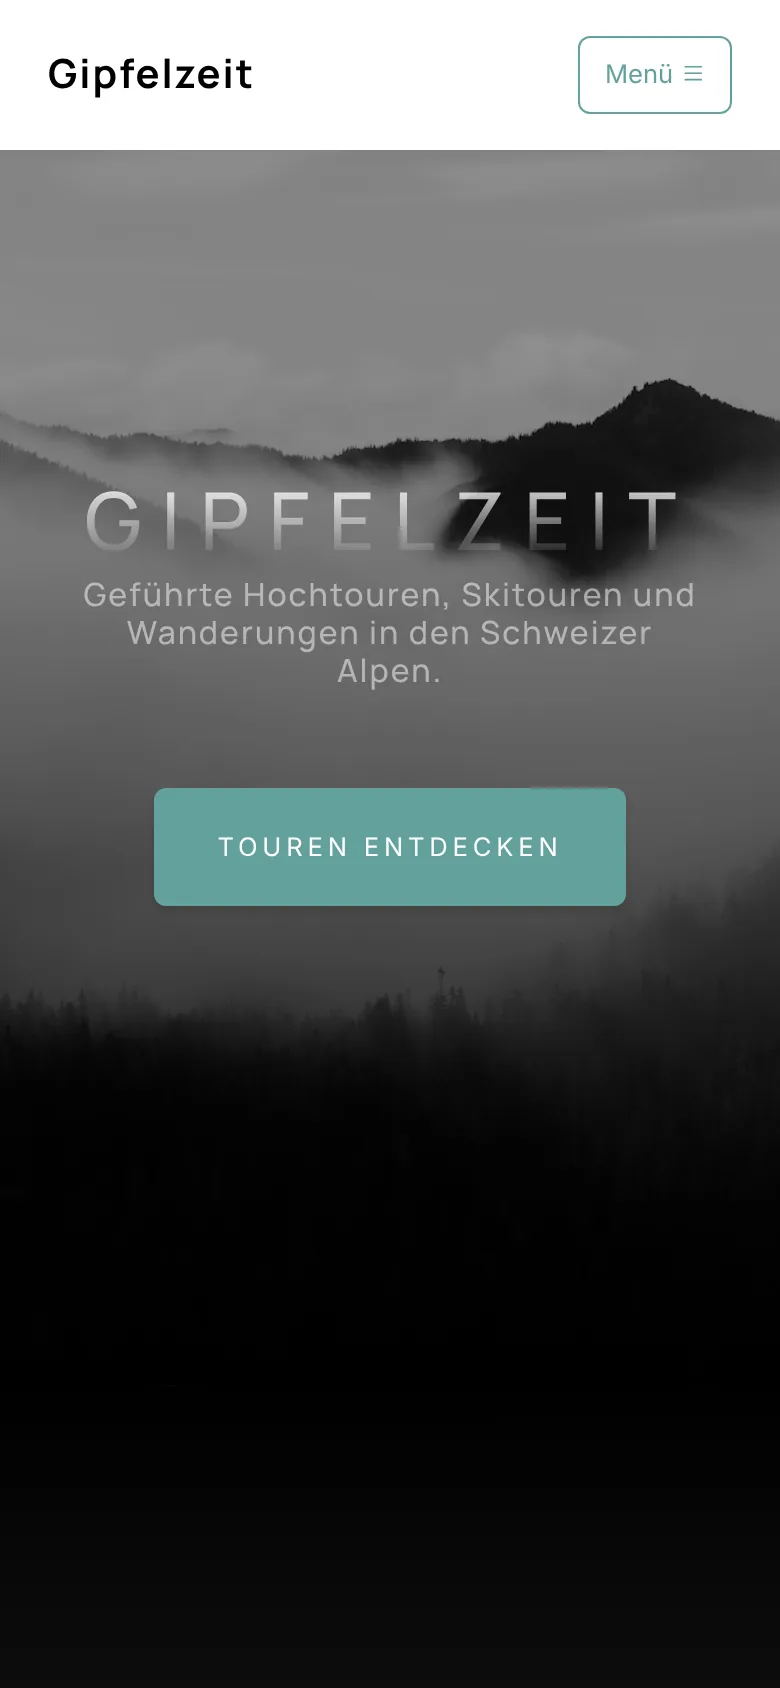 Gipfelzeit
Menü
GIPFELZEIT
Geführte Hochtouren, Skitouren und
Wanderungen in den Schweizer
Alpen.
TOUREN ENTDECKEN